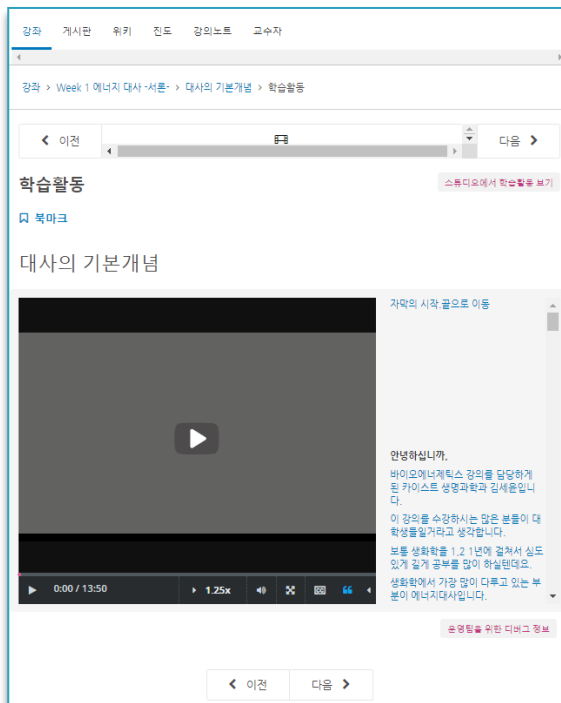 강좌 게시판 위키 진도 강의노트 교수자
강좌 > Week 1 에너지 대사 -서론- > 대사의 기본개념 > 학습활동
이전 다음
학습활동
스튜디오에서 학습활동 보기
북마크
대사의 기본개념
자막의 시작.끝으로 이동
안녕하십니까,
바이오에너제틱스 강의를 담당하게
된 카이스트 생명과학과 김세윤입니
다.
이 강의를 수강하시는 많은 분들이 대
학생들일거라고 생각합니다.
보통 생화학을 1,2 1년에 걸쳐서 심도
있게 길게 공부를 많이 하실텐데요.
생화학에서 가장 많이 다루고 있는 부
분이 에너지대사입니다.
0:00 / 13:50 1.25x
운영팀을 위한 디버그 정보
이전 다음